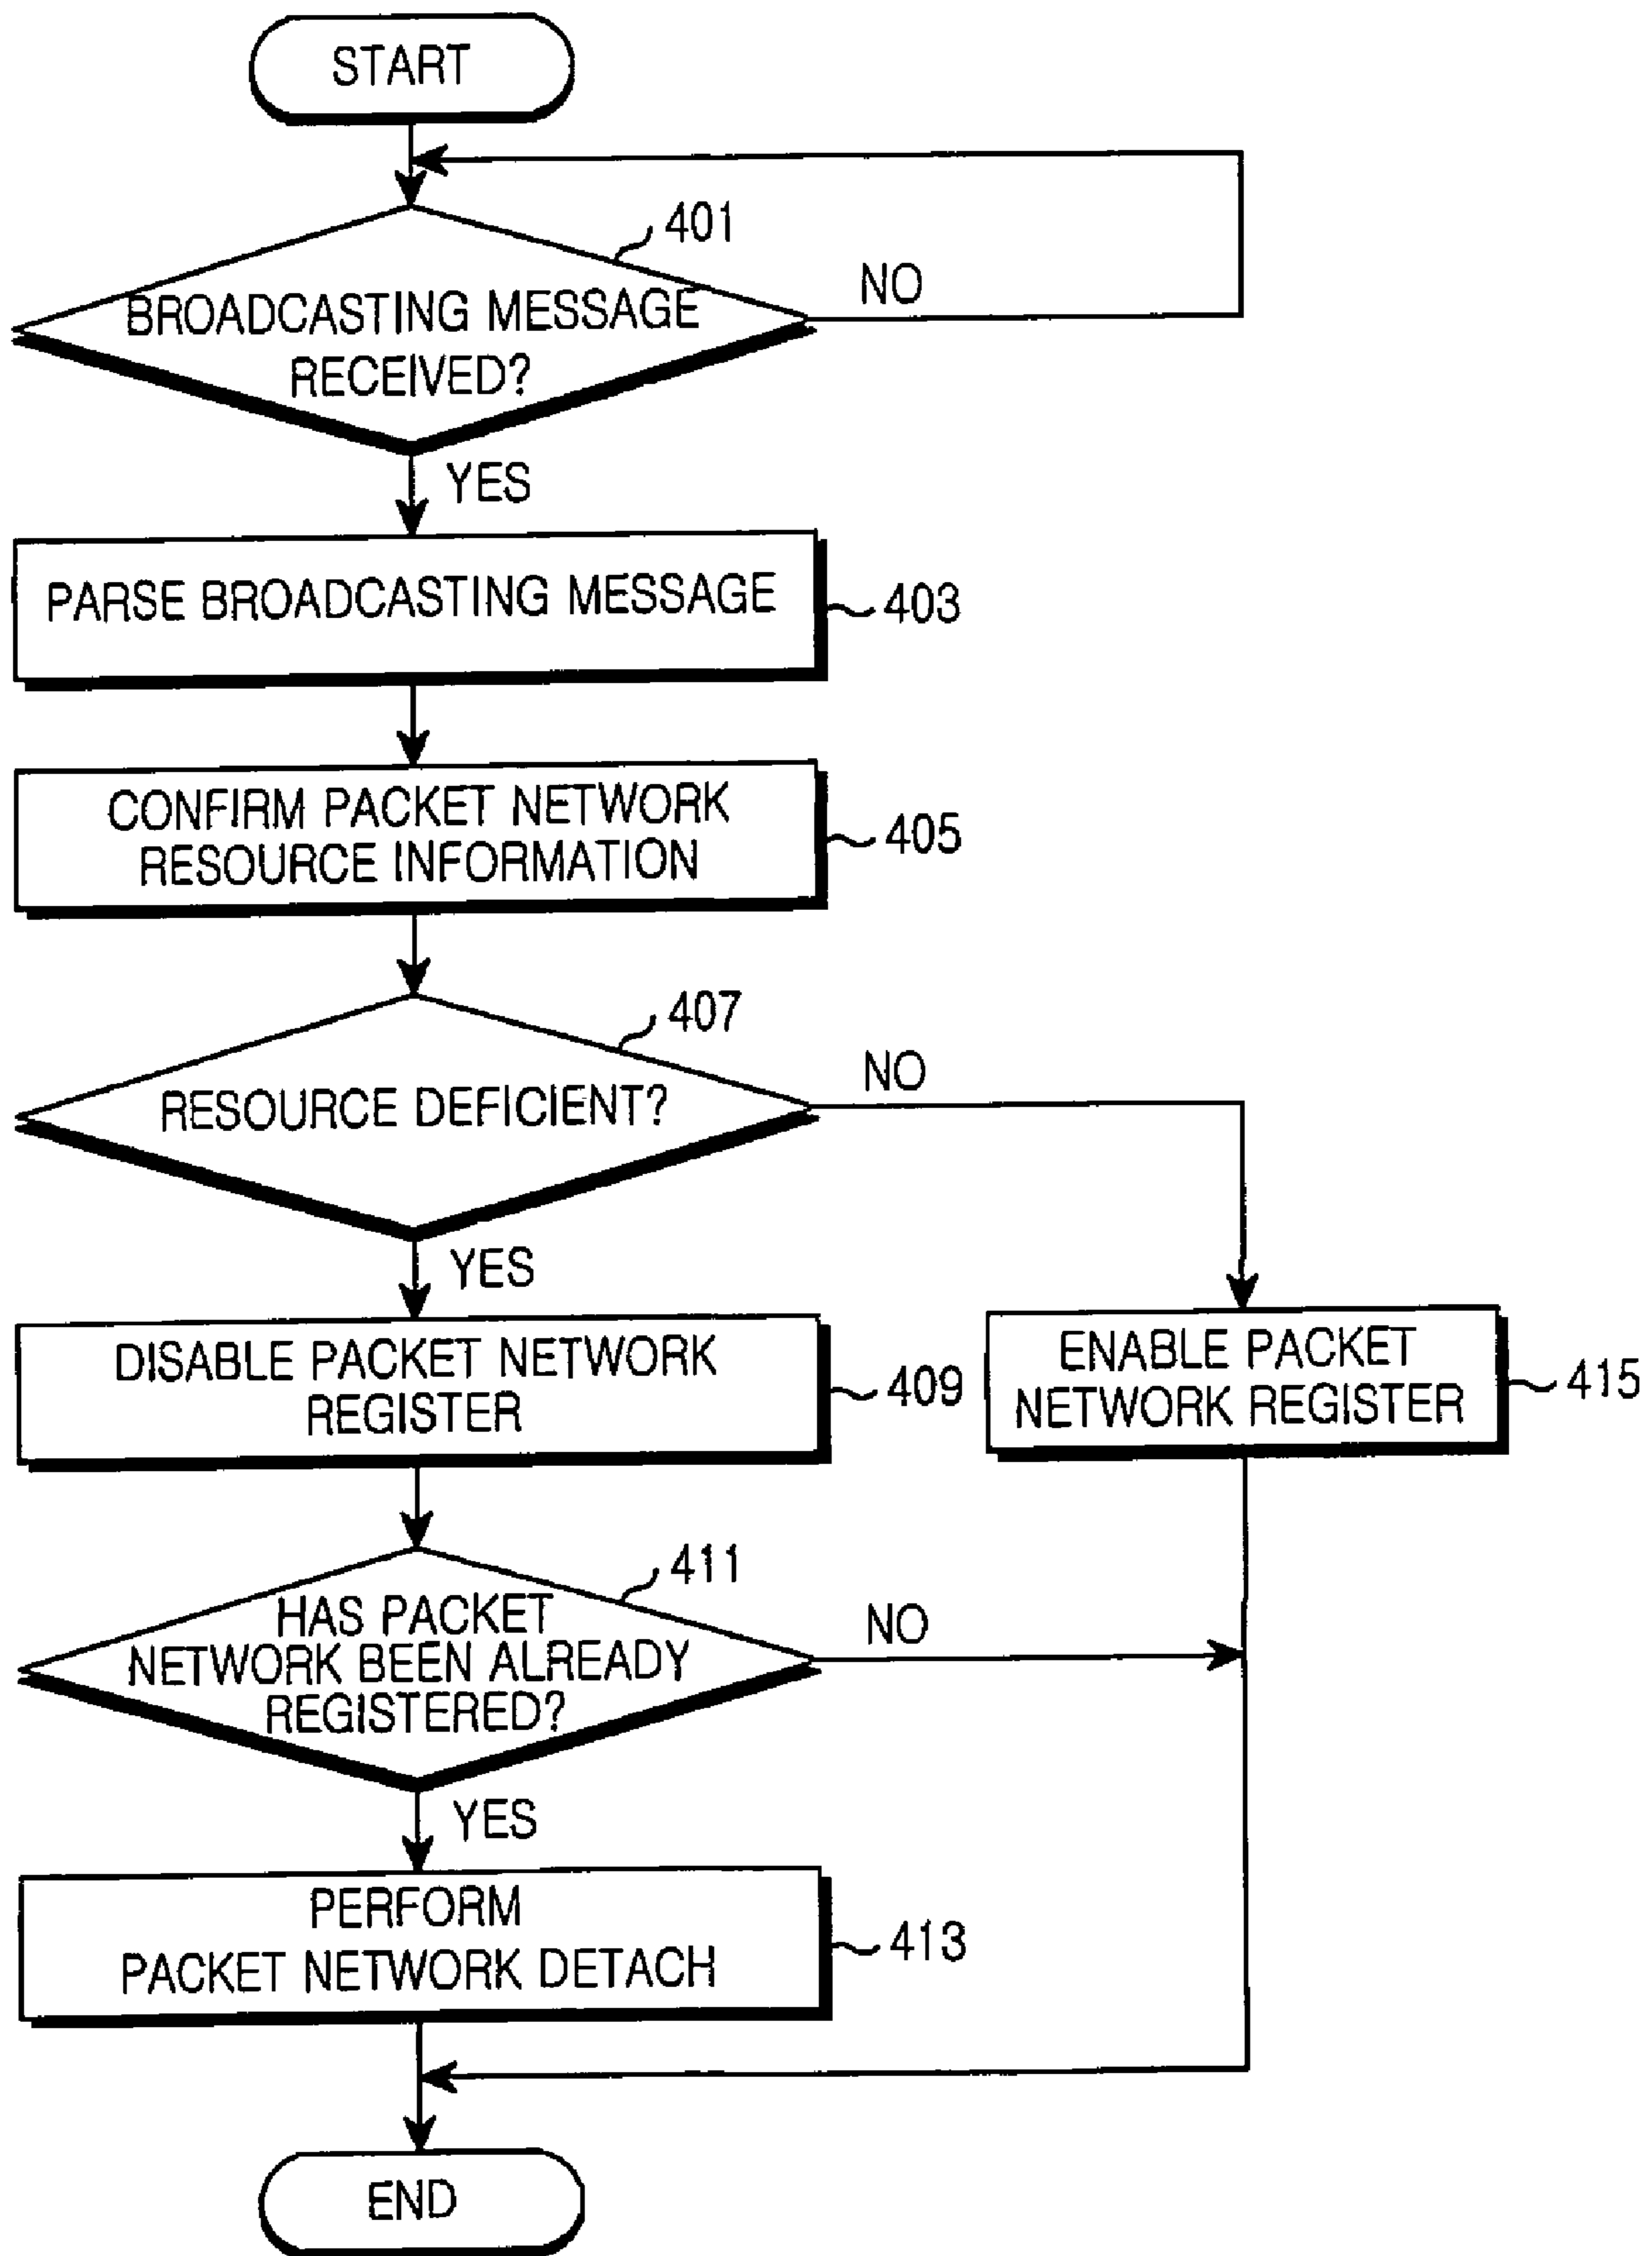 START
401
BROADCASTING MESSAGE
RECEIVED?
NO
YES
PARSE BROADCASTING MESSAGE
403
CONFIRM PACKET NETWORK
RESOURCE INFORMATION
405
407
RESOURCE DEFICIENT?
NO
YES
DISABLE PACKET NETWORK
REGISTER
409
ENABLE PACKET
NETWORK REGISTER
415
411
HAS PACKET
NETWORK BEEN ALREADY
REGISTERED?
NO
YES
PERFORM
PACKET NETWORK DETACH
413
END